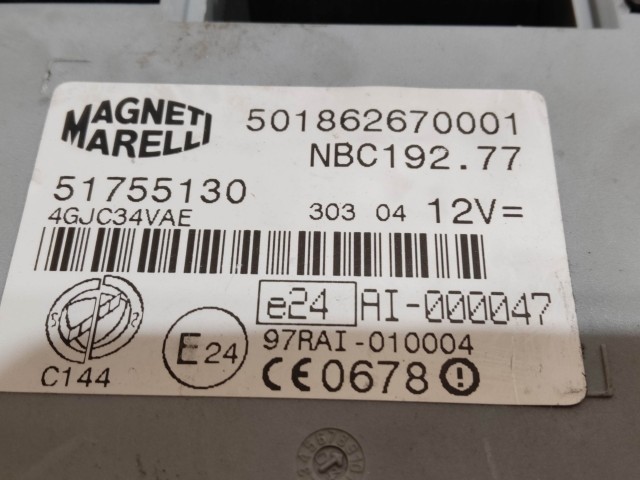 MAGNETI MARELLI
501862670001
NBC192.77
51755130
4GJC34VAE
303 04 12V=
e24 AI-000047
97RAI-010004
E24
C144
CE0678